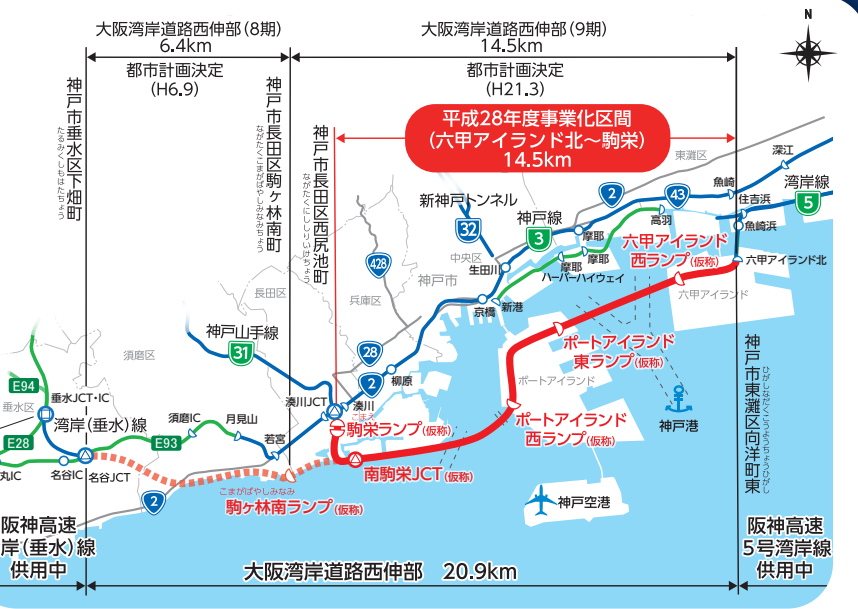 大阪湾岸道路西伸部(8期)
6.4km
都市計画決定
(H6.9)
大阪湾岸道路西伸部(9期)
14.5km
都市計画決定
(H21.3)
N
平成28年度事業化区間
(六甲アイランド北～駒栄)
14.5km
神戸市垂水区下畑町
たるみくしもはたちょう
神戸市長田区駒ヶ林南町
ながたくこまがばやしみなみちょう
神戸市長田区西尻池町
ながたくにししりいけちょう
東灘区
深江
魚崎
住吉浜
湾岸線
5
魚崎浜
43
2
高羽
新神戸トンネル
32
神戸線
3
摩耶
摩耶
摩耶
ハーバーハイウェイ
中央区
生田川
神戸市
428
兵庫区
長田区
京橋
新港
六甲アイランド
西ランプ(仮称)
六甲アイランド北
六甲アイランド
ポートアイランド
東ランプ(仮称)
神戸山手線
31
須磨区
28
2
柳原
湊川JCT
湊川
ポートアイランド
ポートアイランド
西ランプ(仮称)
神戸港
神戸市東灘区向洋町東
ひがしなだくこうようちょうひがし
E94
垂水JCT・IC
垂水区
湾岸(垂水)線
須磨IC
月見山
E28
E93
若宮
こまえ
駒栄ランプ(仮称)
丸IC
名谷IC
名谷JCT
南駒栄JCT(仮称)
2
こまがばやしみなみ
駒ヶ林南ランプ(仮称)
神戸空港
阪神高速
岸(垂水)線
供用中
大阪湾岸道路西伸部 20.9km
阪神高速
5号湾岸線
供用中